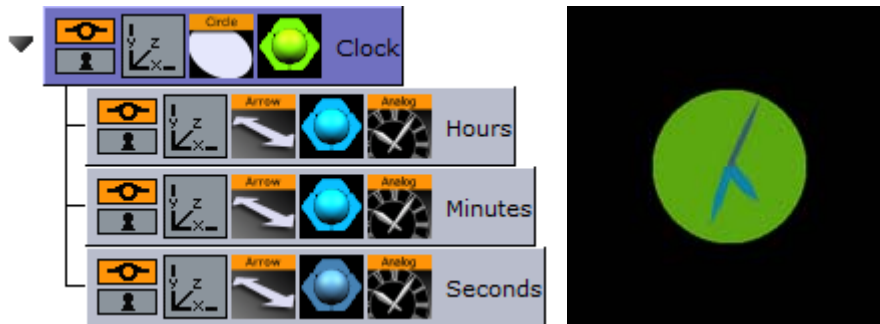 Circle
Clock
y z
x
Arrow
Analog
Hours
y z
x
Arrow
Analog
Minutes
y z
x
Arrow
Analog
Seconds
y z
x